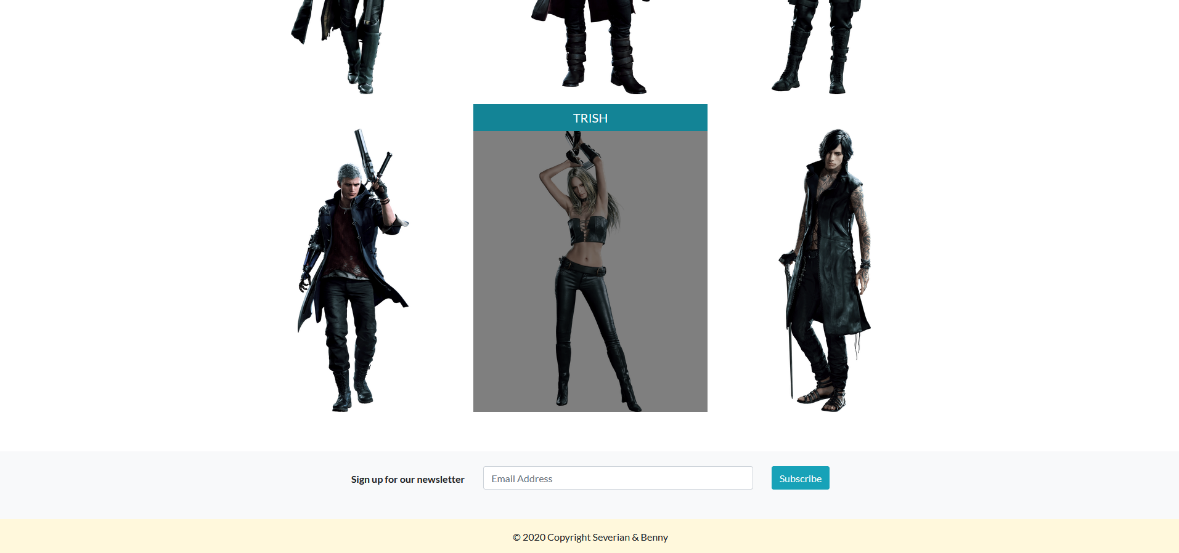 TRISH
Sign up for our newsletter
Email Address
Subscribe
© 2020 Copyright Severian & Benny